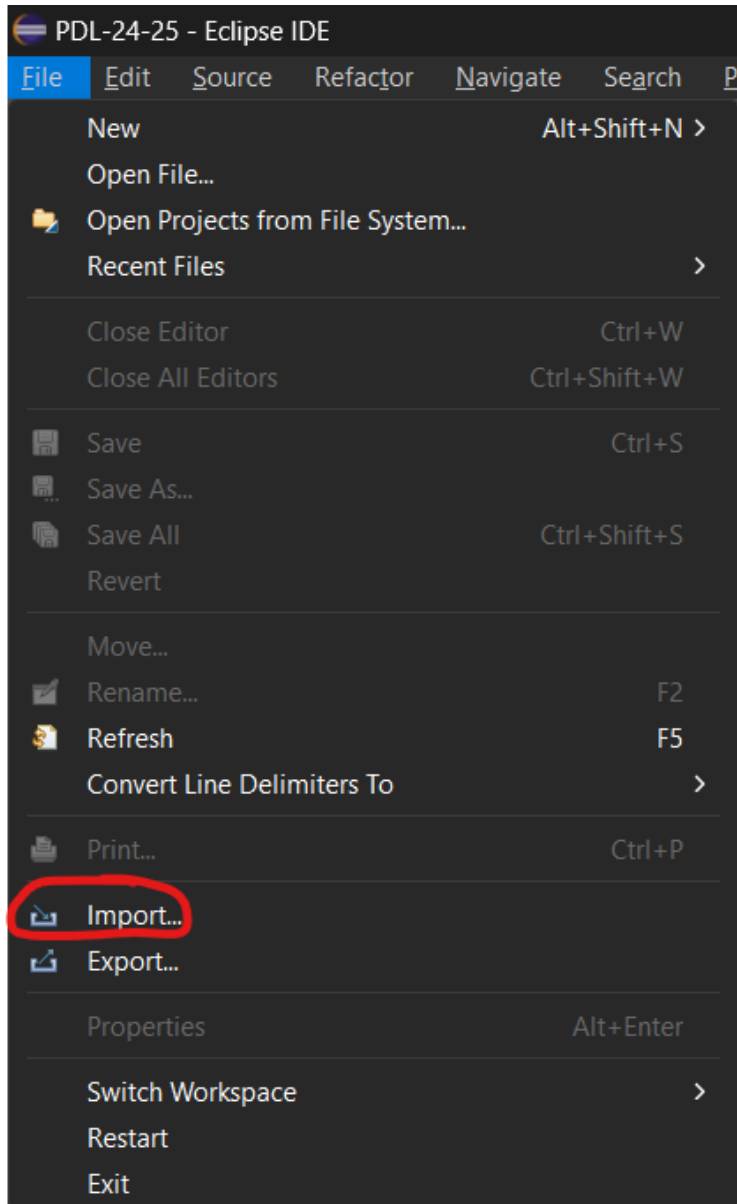 PDL-24-25 - Eclipse IDE
File Edit Source Refactor Navigate Search P
New Alt+Shift+N >
Open File...
Open Projects from File System...
Recent Files >
Close Editor Ctrl+W
Close All Editors Ctrl+Shift+W
Save Ctrl+S
Save As...
Save All Ctrl+Shift+S
Revert
Move...
Rename... F2
Refresh F5
Convert Line Delimiters To >
Print... Ctrl+P
Import...
Export...
Properties Alt+Enter
Switch Workspace >
Restart
Exit